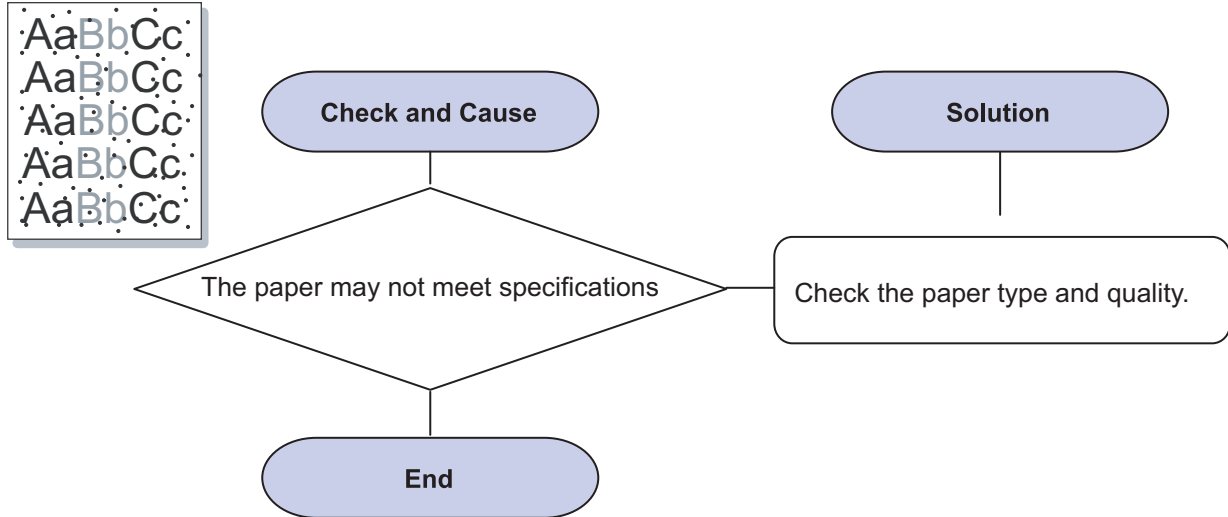 AaBbCc
AaBbCc
AaBbCc
AaBbCc
AaBbCc
Check and Cause
Solution
The paper may not meet specifications
Check the paper type and quality.
End